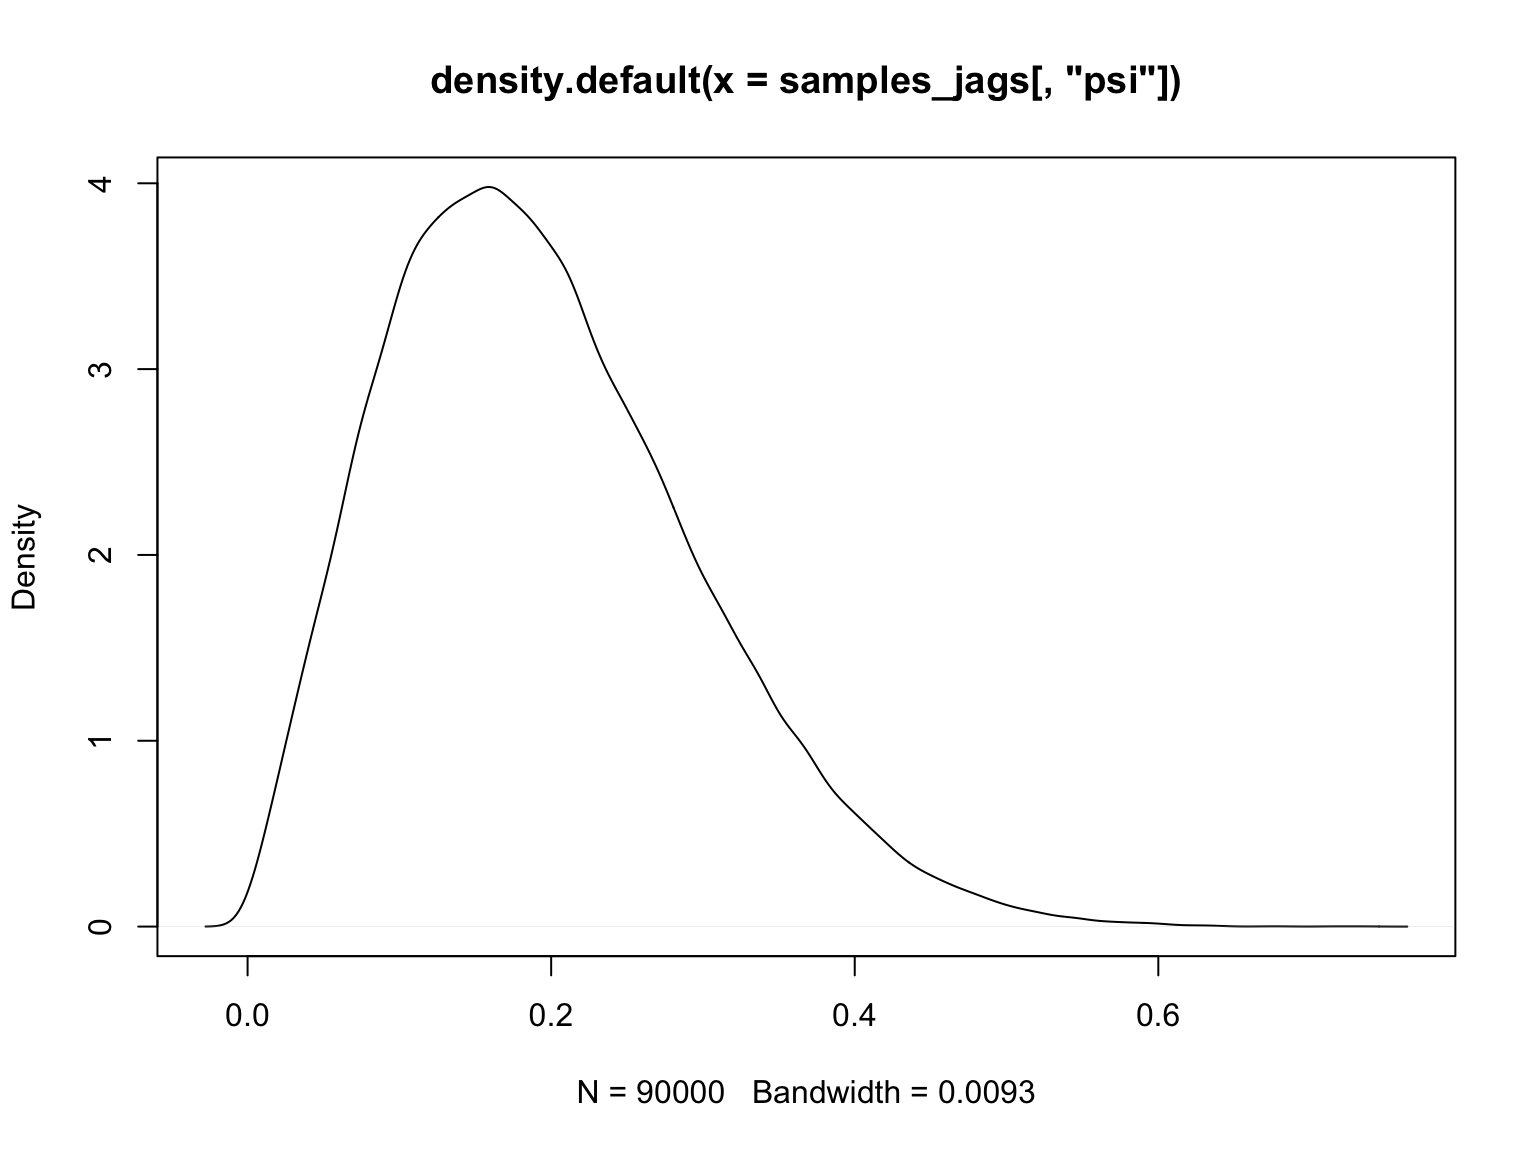 density.default(x = samples_jags[, "psi"])
4
3
2
1
0
Density
0.0 0.2 0.4 0.6
N = 90000 Bandwidth = 0.0093